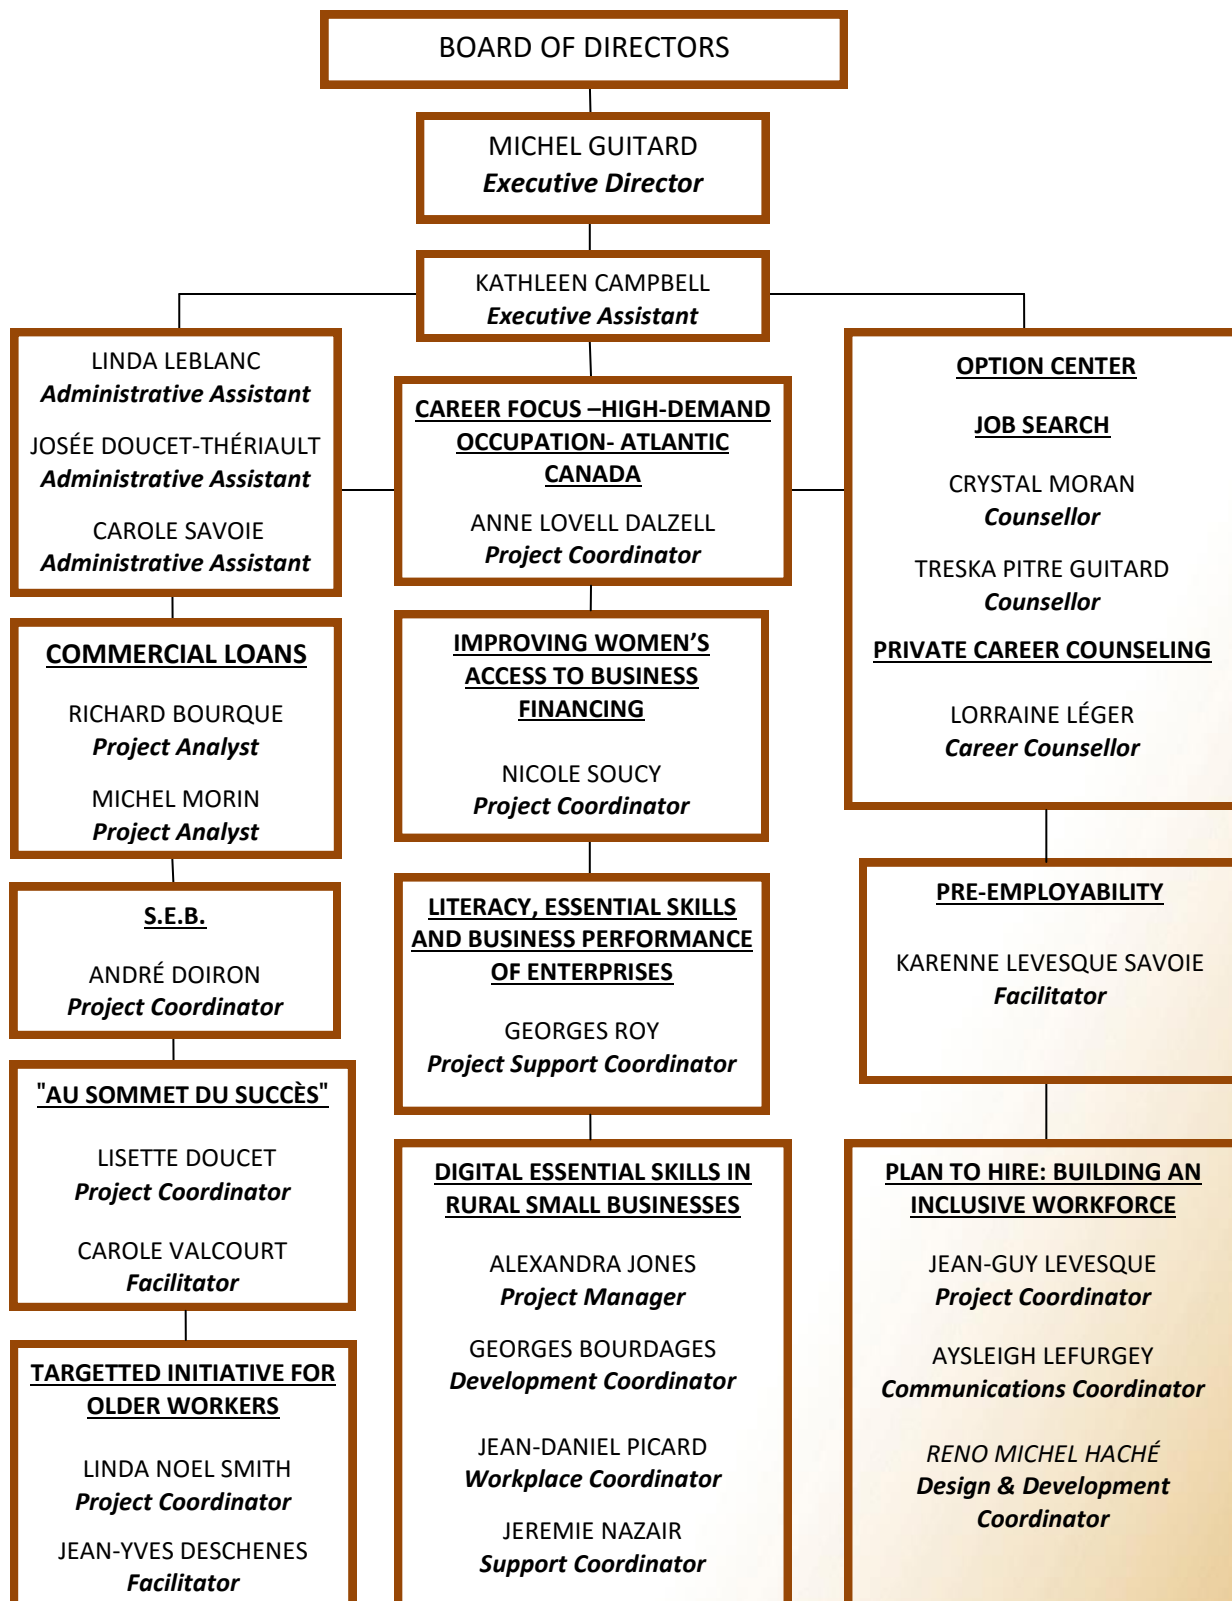 BOARD OF DIRECTORS
MICHEL GUITARD
Executive Director
KATHLEEN CAMPBELL
Executive Assistant
LINDA LEBLANC
Administrative Assistant
JOSÉE DOUCET-THÉRIAULT
Administrative Assistant
CAROLE SAVOIE
Administrative Assistant
COMMERCIAL LOANS
RICHARD BOURQUE
Project Analyst
MICHEL MORIN
Project Analyst
S.E.B.
ANDRÉ DOIRON
Project Coordinator
"AU SOMMET DU SUCCÈS"
LISETTE DOUCET
Project Coordinator
CAROLE VALCOURT
Facilitator
TARGETTED INITIATIVE FOR
OLDER WORKERS
LINDA NOEL SMITH
Project Coordinator
JEAN-YVES DESCHENES
Facilitator
CAREER FOCUS –HIGH-DEMAND
OCCUPATION- ATLANTIC
CANADA
ANNE LOVELL DALZELL
Project Coordinator
IMPROVING WOMEN’S
ACCESS TO BUSINESS
FINANCING
NICOLE SOUCY
Project Coordinator
LITERACY, ESSENTIAL SKILLS
AND BUSINESS PERFORMANCE
OF ENTERPRISES
GEORGES ROY
Project Support Coordinator
DIGITAL ESSENTIAL SKILLS IN
RURAL SMALL BUSINESSES
ALEXANDRA JONES
Project Manager
GEORGES BOURDAGES
Development Coordinator
JEAN-DANIEL PICARD
Workplace Coordinator
JEREMIE NAZAIR
Support Coordinator
OPTION CENTER
JOB SEARCH
CRYSTAL MORAN
Counsellor
TRESKA PITRE GUITARD
Counsellor
PRIVATE CAREER COUNSELING
LORRAINE LÉGER
Career Counsellor
PRE-EMPLOYABILITY
KARENNE LEVESQUE SAVOIE
Facilitator
PLAN TO HIRE: BUILDING AN
INCLUSIVE WORKFORCE
JEAN-GUY LEVESQUE
Project Coordinator
AYSLEIGH LEFURGEY
Communications Coordinator
RENO MICHEL HACHÉ
Design & Development
Coordinator